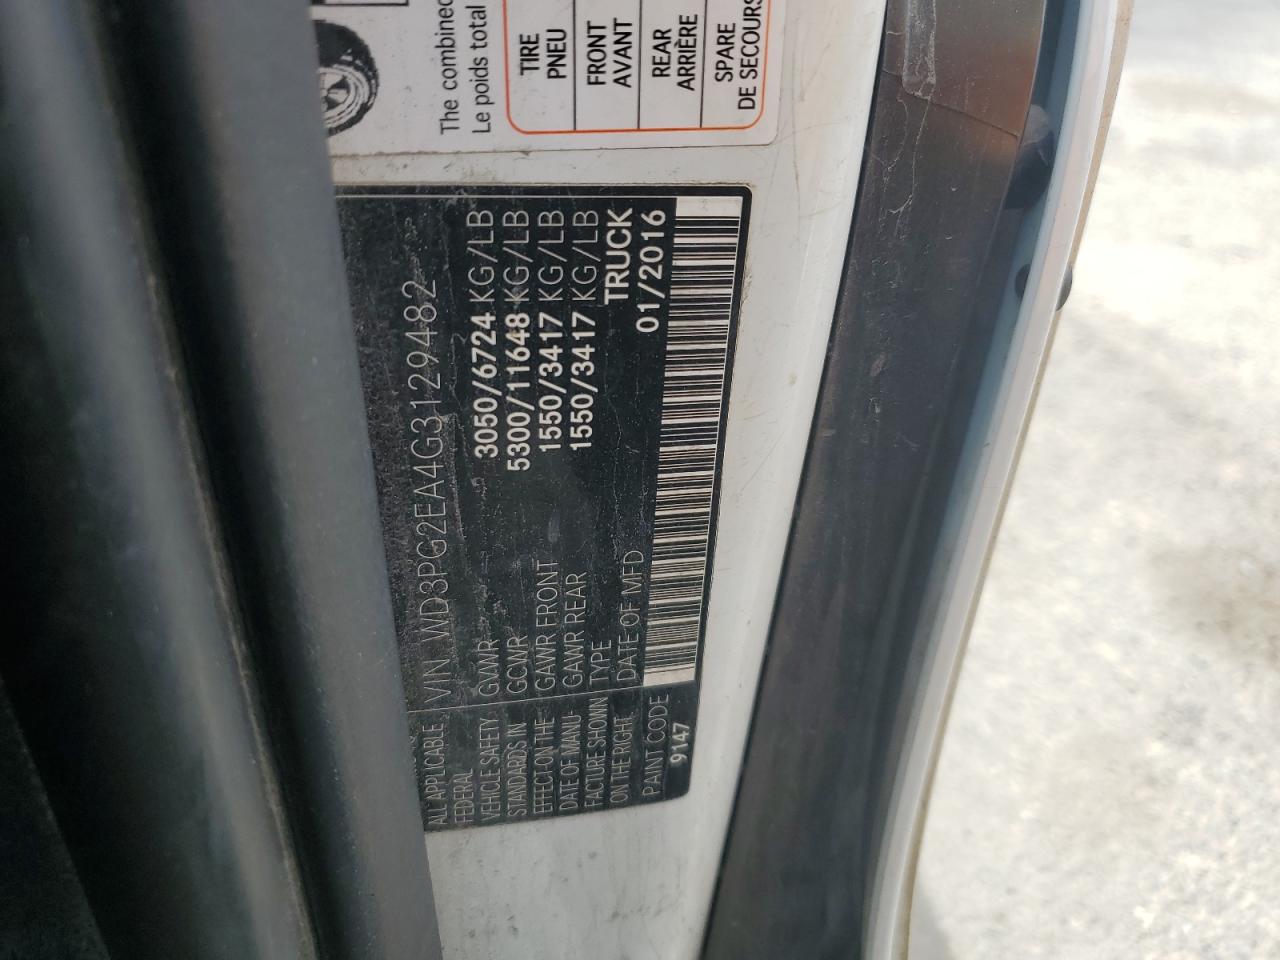 The combined
Le poids total
TIRE
PNEU
FRONT
AVANT
REAR
ARRIÈRE
SPARE
DE SECOURS
ALL APPLICABLE
FEDERAL
VEHICLE SAFETY
STANDARDS IN
EFFECT ON THE
DATE OF MANU-
FACTURE SHOWN
ON THE RIGHT
VIN WD3PG2EA4G3129482
GVWR 3050/6724 KG/LB
GCWR 5300/11648 KG/LB
GAWR FRONT 1550/3417 KG/LB
GAWR REAR 1550/3417 KG/LB
TYPE TRUCK
DATE OF MFD 01/2016
PAINT CODE
9147